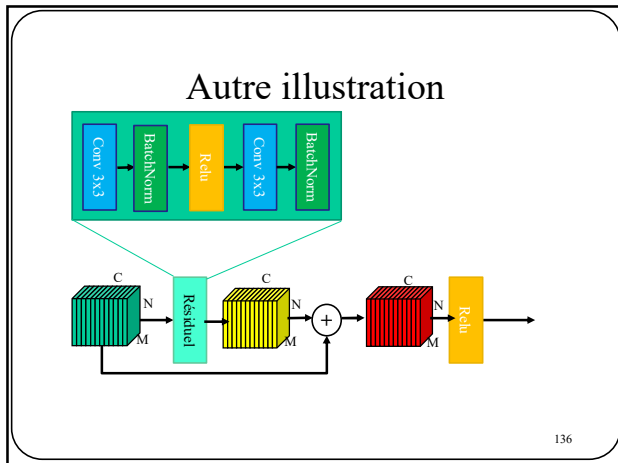 Autre illustration
Conv 3x3
BatchNorm
Relu
Conv 3x3
BatchNorm
C
N
M
Résiduel
C
N
M
+
C
N
M
Relu
136